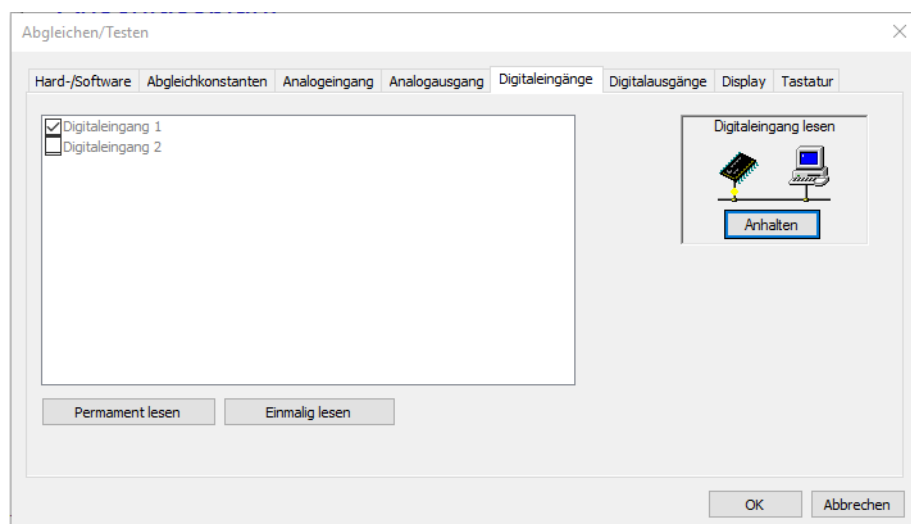 Abgleichen/Testen
Hard-/Software Abgleichkonstanten Analogeingang Analogausgang Digitaleingänge Digitalausgänge Display Tastatur
Digitaleingang 1
Digitaleingang 2
Digitaleingang lesen
Anhalten
Permament lesen Einmalig lesen
OK Abbrechen